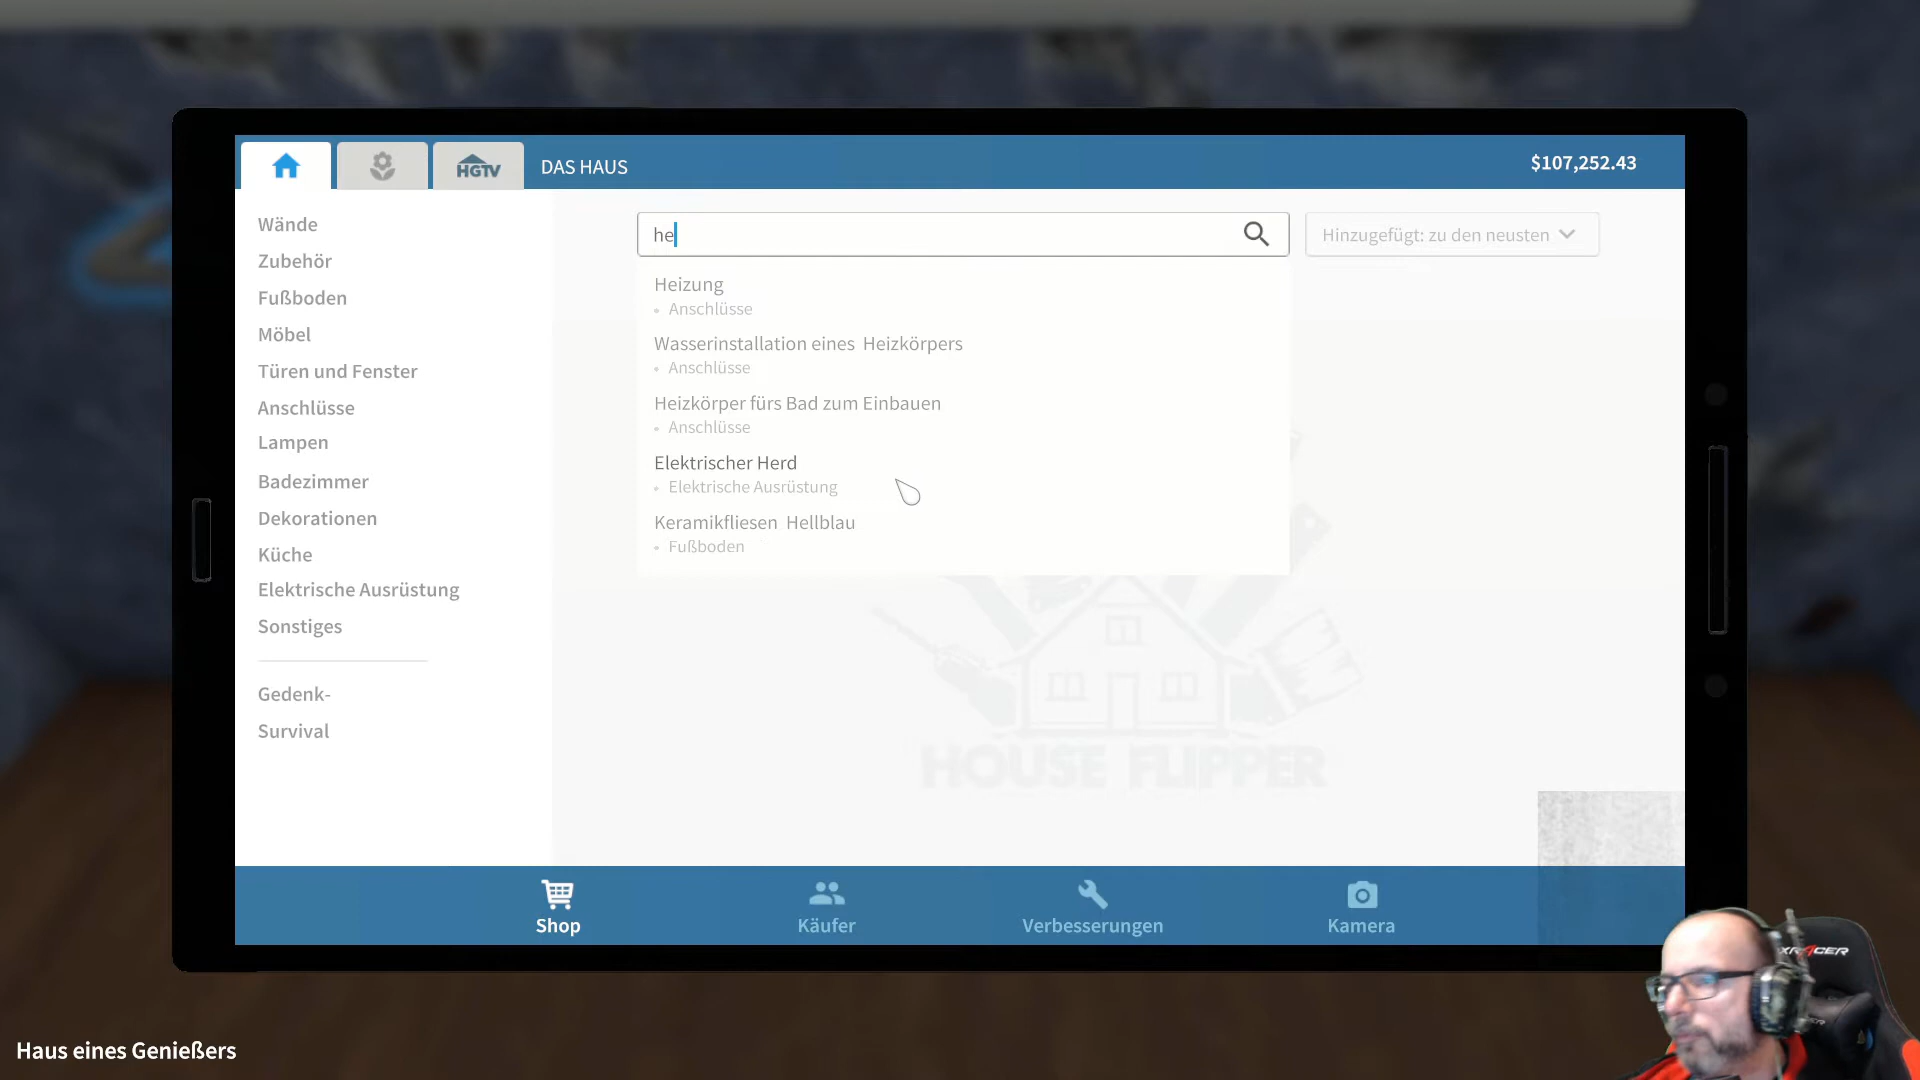 HGTV
DAS HAUS
$107,252.43
he
Hinzugefügt: zu den neusten
Wände
Zubehör
Fußboden
Möbel
Türen und Fenster
Anschlüsse
Lampen
Badezimmer
Dekorationen
Küche
Elektrische Ausrüstung
Sonstiges
Gedenk-
Survival
Heizung
• Anschlüsse
Wasserinstallation eines Heizkörpers
• Anschlüsse
Heizkörper fürs Bad zum Einbauen
• Anschlüsse
Elektrischer Herd
• Elektrische Ausrüstung
Keramikfliesen Hellblau
• Fußboden
HOUSE FLIPPER
Shop
Käufer
Verbesserungen
Kamera
Haus eines Genießers